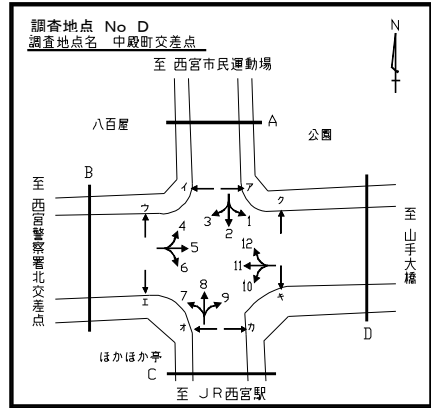 調査地点 No D
調査地点名 中殿町交差点
N
至 西宮市民運動場
八百屋
A
公園
B
イ
ア
ウ
ク
至 西宮警察署北交差点
至 山手大橋
3
1
2
4
12
5
11
6
10
8
7
9
エ
キ
オ
カ
D
ほかほか亭
C
至 JR西宮駅